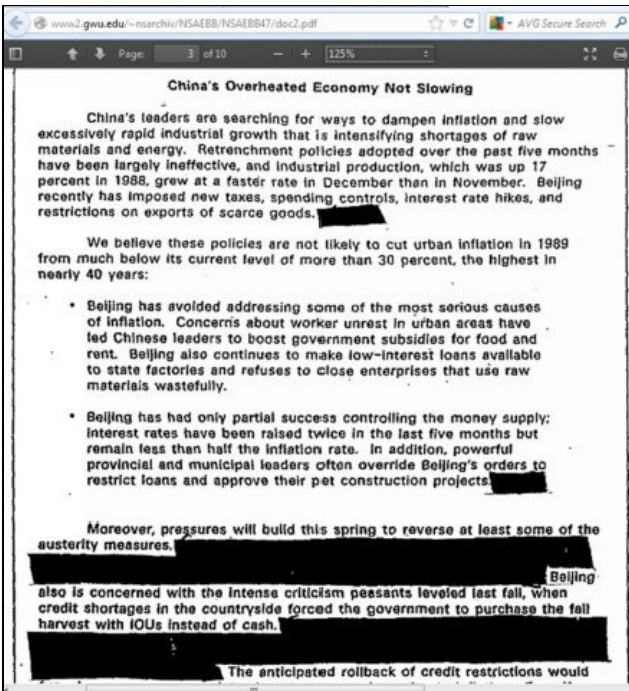 www2.gwu.edu/~nsarchiv/NSAEBB/NSAEBB47/doc2.pdf
AVG Secure Search
Page: 3 of 10 − + 125%
China's Overheated Economy Not Slowing
China's leaders are searching for ways to dampen inflation and slow
excessively rapid industrial growth that is intensifying shortages of raw
materials and energy. Retrenchment policies adopted over the past five months
have been largely ineffective, and industrial production, which was up 17
percent in 1988, grew at a faster rate in December than in November. Beijing
recently has imposed new taxes, spending controls, interest rate hikes, and
restrictions on exports of scarce goods.
We believe these policies are not likely to cut urban inflation in 1989
from much below its current level of more than 30 percent, the highest in
nearly 40 years:
• Beijing has avoided addressing some of the most serious causes
of inflation. Concerns about worker unrest in urban areas have
led Chinese leaders to boost government subsidies for food and
rent. Beijing also continues to make low-interest loans available
to state factories and refuses to close enterprises that use raw
materials wastefully.
• Beijing has had only partial success controlling the money supply;
interest rates have been raised twice in the last five months but
remain less than half the inflation rate. In addition, powerful
provincial and municipal leaders often override Beijing's orders to
restrict loans and approve their pet construction projects.
Moreover, pressures will build this spring to reverse at least some of the
austerity measures.
Beijing
also is concerned with the intense criticism peasants leveled last fall, when
credit shortages in the countryside forced the government to purchase the fall
harvest with IOUs instead of cash.
The anticipated rollback of credit restrictions would